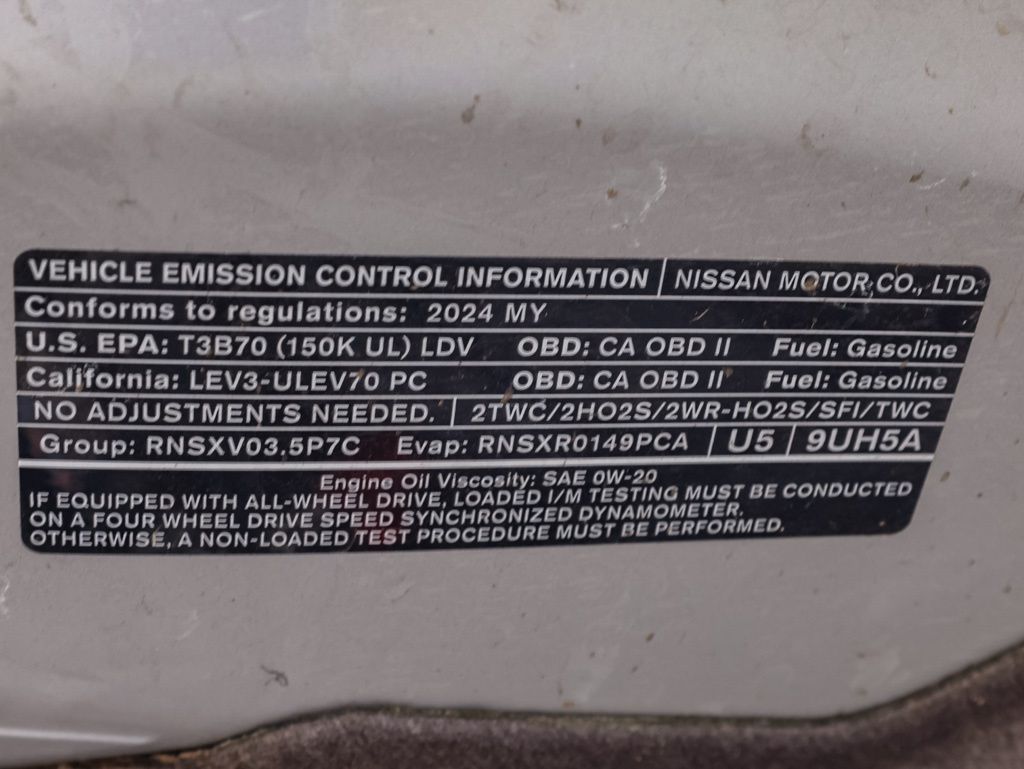 VEHICLE EMISSION CONTROL INFORMATION | NISSAN MOTOR CO., LTD.
Conforms to regulations: 2024 MY
U.S. EPA: T3B70 (150K UL) LDV OBD: CA OBD II Fuel: Gasoline
California: LEV3-ULEV70 PC OBD: CA OBD II Fuel: Gasoline
NO ADJUSTMENTS NEEDED. | 2TWC/2HO2S/2WR-HO2S/SFI/TWC
Group: RNSXV03.5P7C Evap: RNSXR0149PCA | U5 | 9UH5A
Engine Oil Viscosity: SAE 0W-20
IF EQUIPPED WITH ALL-WHEEL DRIVE, LOADED I/M TESTING MUST BE CONDUCTED
ON A FOUR WHEEL DRIVE SPEED SYNCHRONIZED DYNAMOMETER.
OTHERWISE, A NON-LOADED TEST PROCEDURE MUST BE PERFORMED.